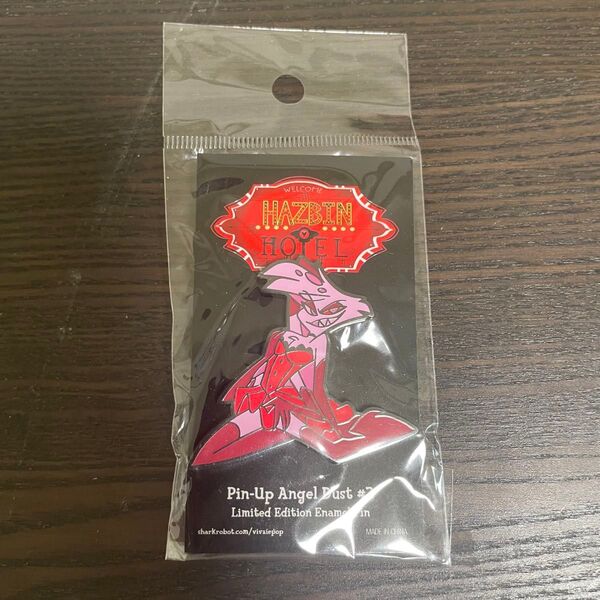 WELCOME
HAZBIN
HOTEL
Pin-Up Angel Dust
Limited Edition Enamel Pin
sharkrobot.com/vivziepop
MADE IN CHINA